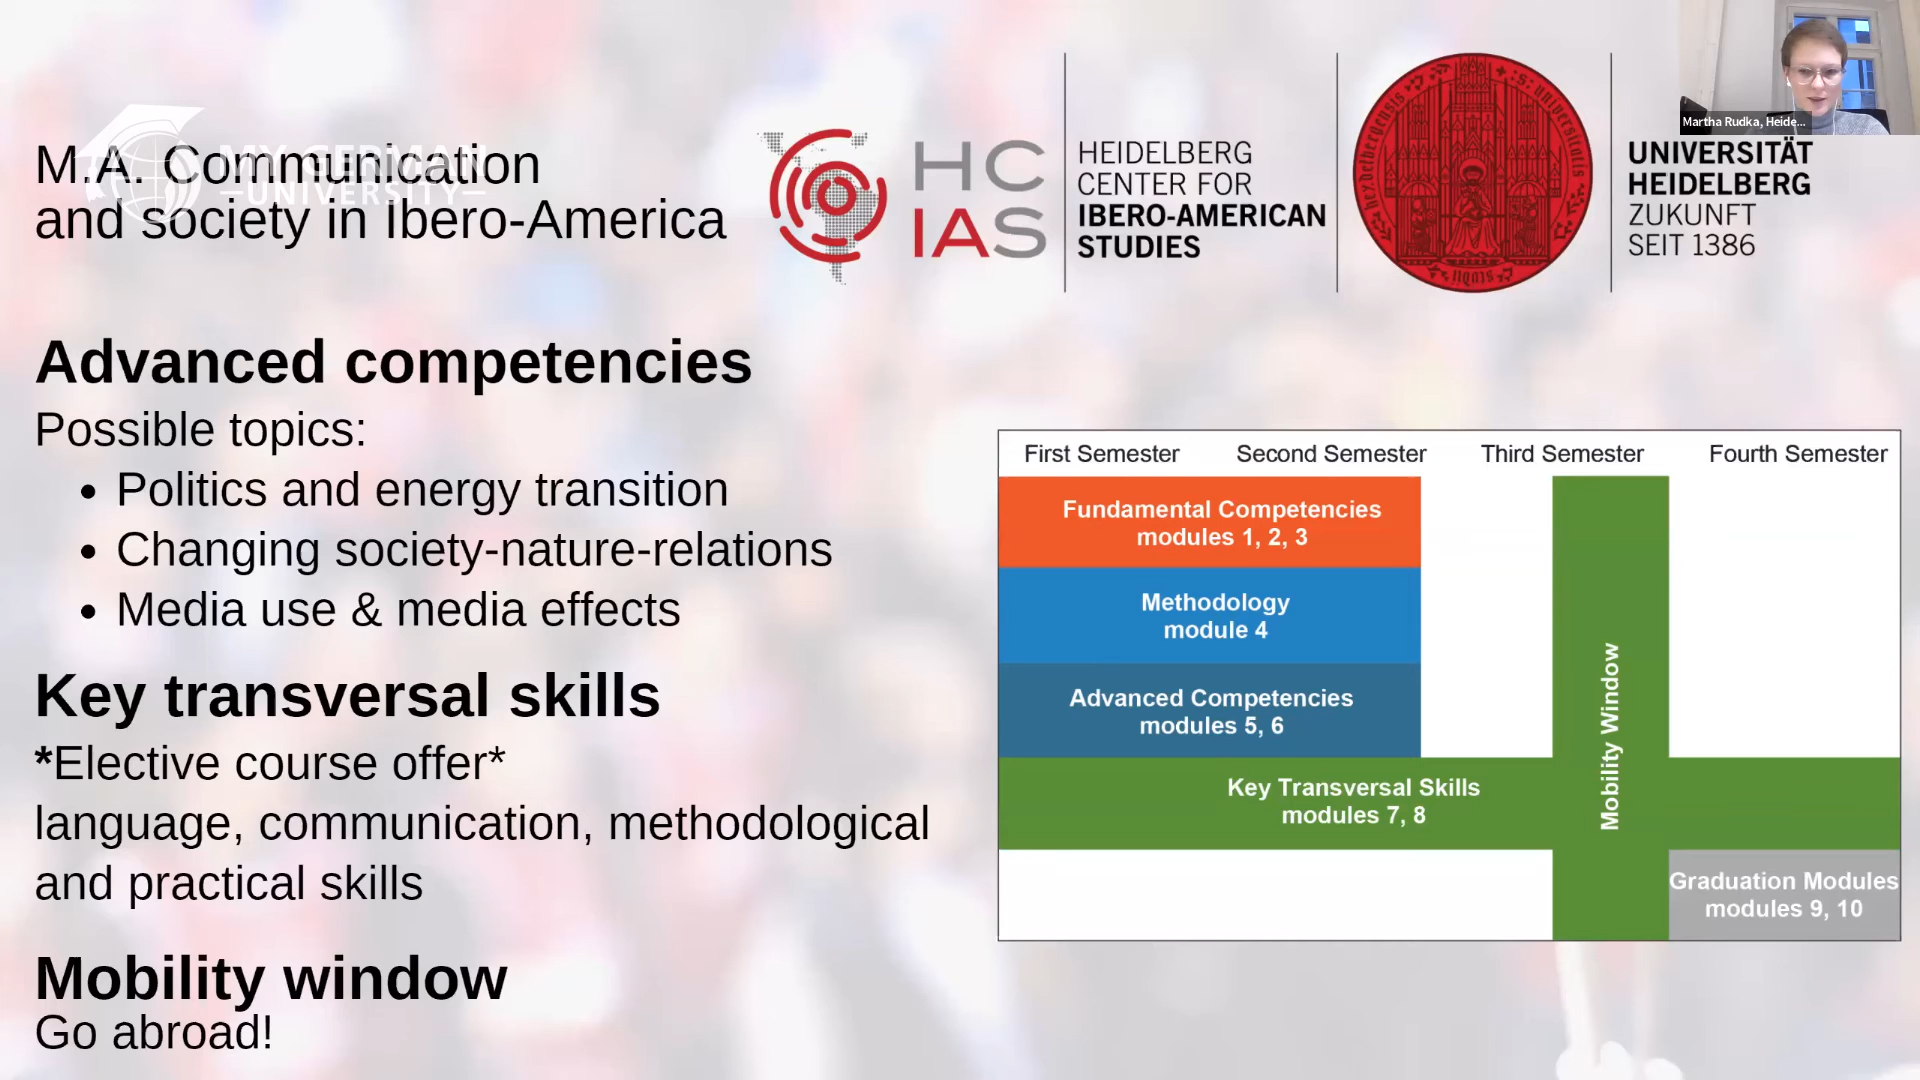 M.A. Communication
and society in Ibero-America
MY GERMAN
UNIVERSITY
HC
IAS
HEIDELBERG
CENTER FOR
IBERO-AMERICAN
STUDIES
UNIVERSITÄT
HEIDELBERG
ZUKUNFT
SEIT 1386
Martha Rudka, Heide...
Advanced competencies
Possible topics:
• Politics and energy transition
• Changing society-nature-relations
• Media use & media effects
Key transversal skills
*Elective course offer*
language, communication, methodological
and practical skills
Mobility window
Go abroad!
First Semester Second Semester Third Semester Fourth Semester
Fundamental Competencies
modules 1, 2, 3
Methodology
module 4
Advanced Competencies
modules 5, 6
Key Transversal Skills
modules 7, 8
Mobility Window
Graduation Modules
modules 9, 10